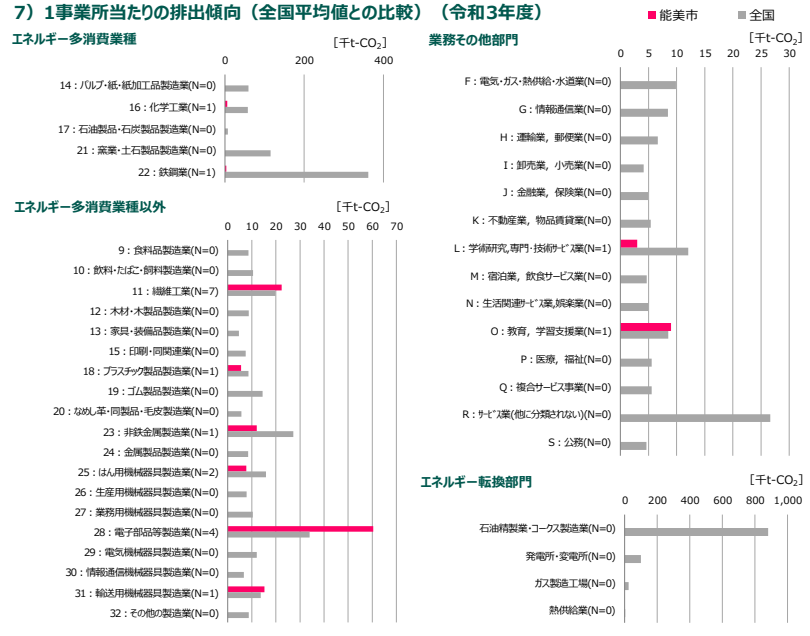 7）1事業所当たりの排出傾向（全国平均値との比較）（令和3年度）
能美市 全国
エネルギー多消費業種
[千t-CO2]
0 200 400
14：パルプ・紙・紙加工品製造業(N=0)
16：化学工業(N=1)
17：石油製品・石炭製品製造業(N=0)
21：窯業・土石製品製造業(N=0)
22：鉄鋼業(N=1)
エネルギー多消費業種以外
[千t-CO2]
0 10 20 30 40 50 60 70
9：食料品製造業(N=0)
10：飲料・たばこ・飼料製造業(N=0)
11：繊維工業(N=7)
12：木材・木製品製造業(N=0)
13：家具・装備品製造業(N=0)
15：印刷・同関連業(N=0)
18：プラスチック製品製造業(N=1)
19：ゴム製品製造業(N=0)
20：なめし革・同製品・毛皮製造業(N=0)
23：非鉄金属製造業(N=1)
24：金属製品製造業(N=0)
25：はん用機械器具製造業(N=2)
26：生産用機械器具製造業(N=0)
27：業務用機械器具製造業(N=0)
28：電子部品等製造業(N=4)
29：電気機械器具製造業(N=0)
30：情報通信機械器具製造業(N=0)
31：輸送用機械器具製造業(N=1)
32：その他の製造業(N=0)
業務その他部門
[千t-CO2]
0 5 10 15 20 25 30
F：電気・ガス・熱供給・水道業(N=0)
G：情報通信業(N=0)
H：運輸業，郵便業(N=0)
I：卸売業，小売業(N=0)
J：金融業，保険業(N=0)
K：不動産業，物品賃貸業(N=0)
L：学術研究,専門・技術サービス業(N=1)
M：宿泊業，飲食サービス業(N=0)
N：生活関連サービス業,娯楽業(N=0)
O：教育，学習支援業(N=1)
P：医療，福祉(N=0)
Q：複合サービス事業(N=0)
R：サービス業(他に分類されない)(N=0)
S：公務(N=0)
エネルギー転換部門
[千t-CO2]
0 200 400 600 800 1,000
石油精製業・コークス製造業(N=0)
発電所・変電所(N=0)
ガス製造工場(N=0)
熱供給業(N=0)